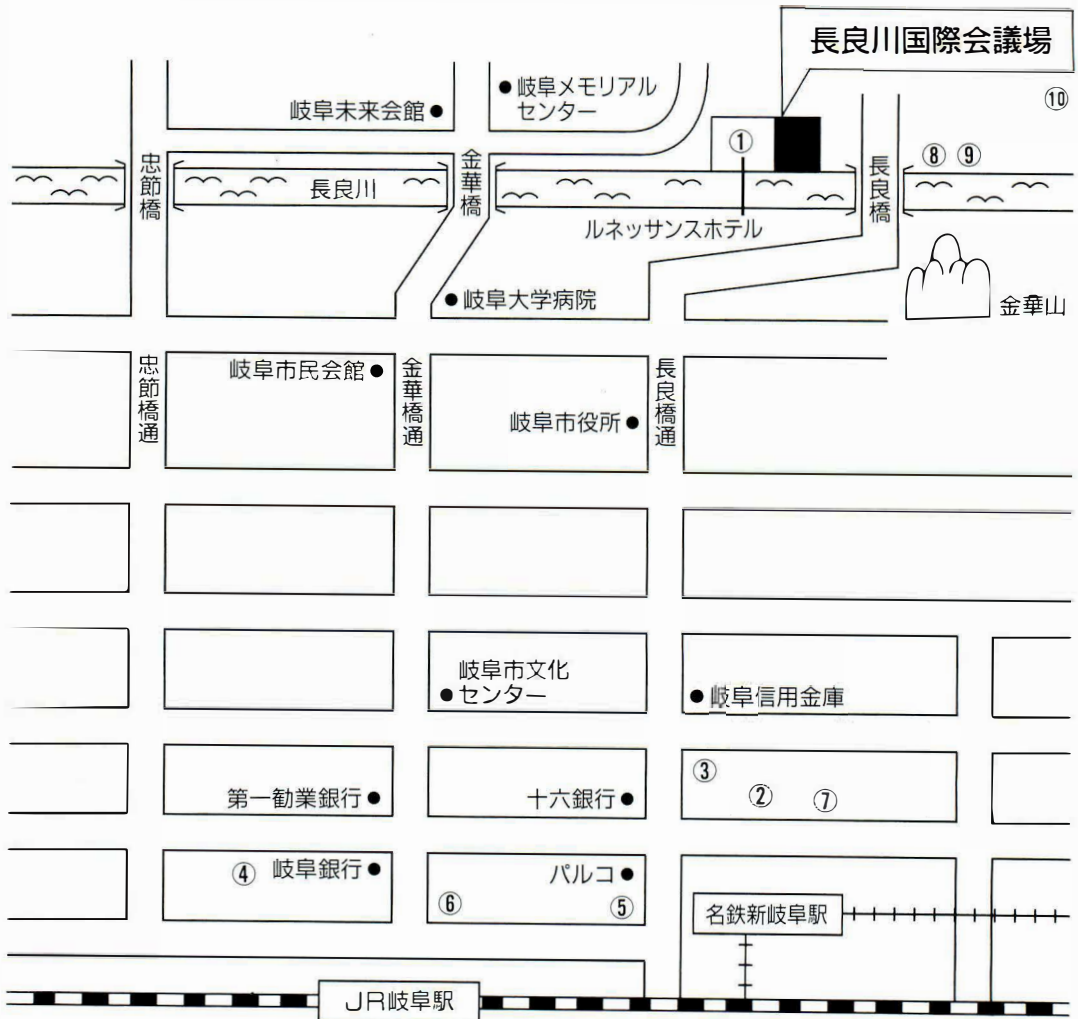 長良川国際会議場
⑩
岐阜メモリアル
センター
岐阜未来会館
①
⑧ ⑨
忠節橋
金華橋
長良橋
長良川
ルネッサンスホテル
岐阜大学病院
金華山
忠節橋通
岐阜市民会館
金華橋通
岐阜市役所
長良橋通
岐阜市文化
センター
岐阜信用金庫
③
第一勧業銀行
十六銀行
②
⑦
④
岐阜銀行
パルコ
⑥
⑤
名鉄新岐阜駅
JR岐阜駅